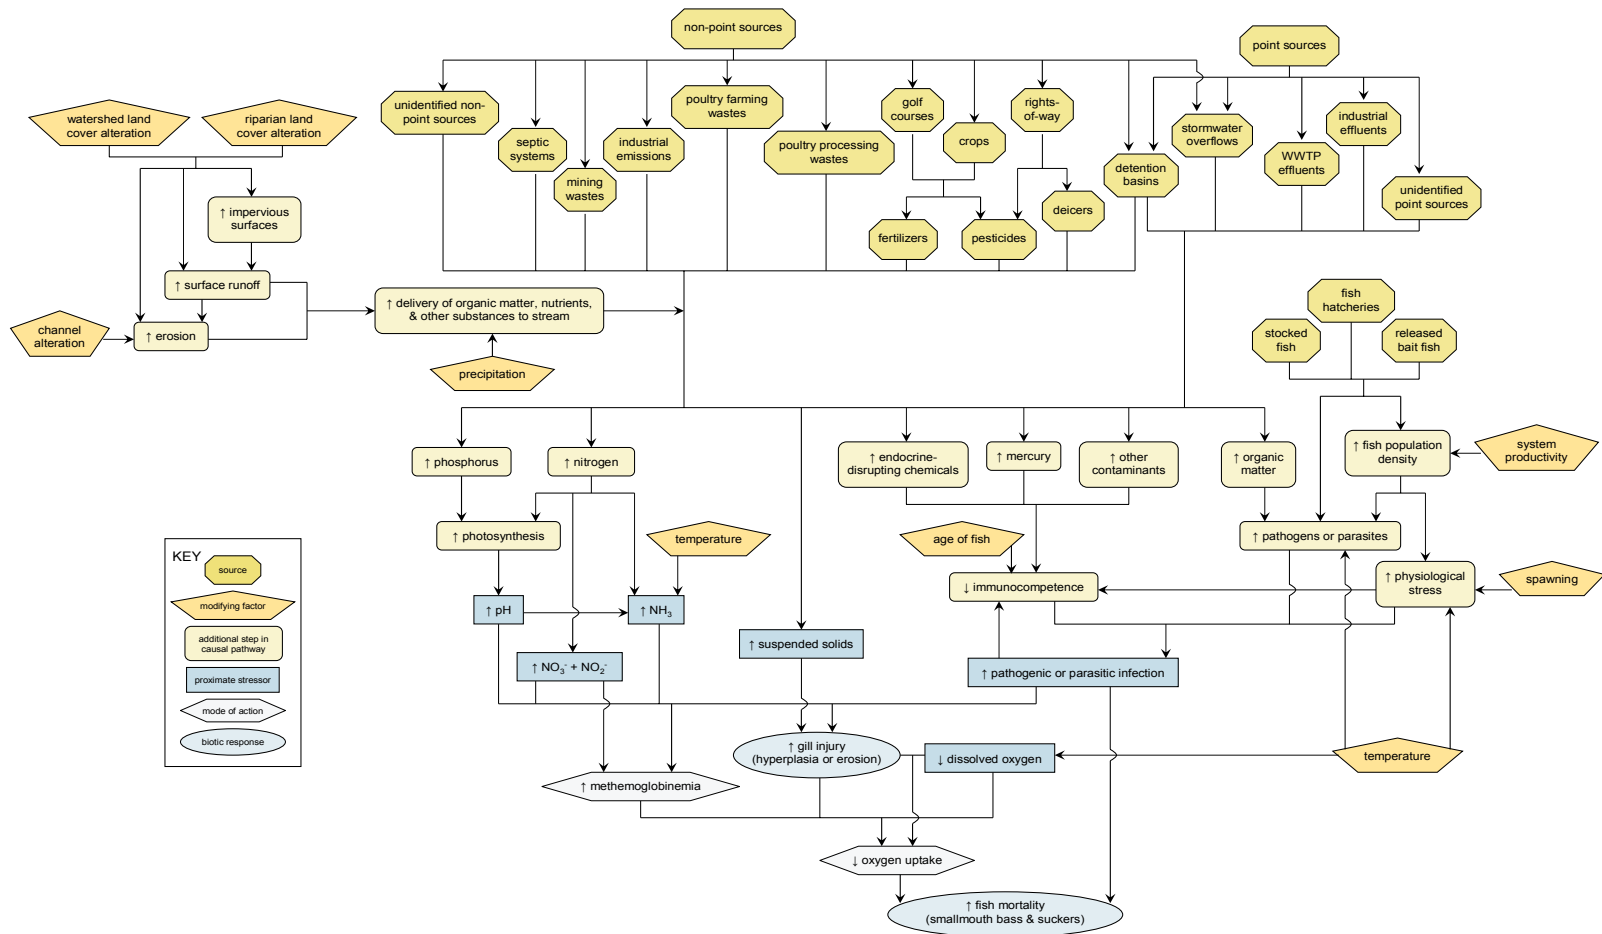 non-point sources
point sources
unidentified non-
point sources
septic
systems
mining
wastes
industrial
emissions
poultry farming
wastes
poultry processing
wastes
golf
courses
crops
rights-
of-way
fertilizers
pesticides
deicers
detention
basins
stormwater
overflows
WWTP
effluents
industrial
effluents
unidentified
point sources
watershed land
cover alteration
riparian land
cover alteration
↑ impervious
surfaces
↑ surface runoff
↑ erosion
channel
alteration
↑ delivery of organic matter, nutrients,
& other substances to stream
precipitation
fish
hatcheries
stocked
fish
released
bait fish
↑ phosphorus
↑ nitrogen
↑ endocrine-
disrupting chemicals
↑ mercury
↑ other
contaminants
↑ organic
matter
↑ fish population
density
system
productivity
↑ photosynthesis
temperature
age of fish
↑ pathogens or parasites
↓ immunocompetence
↑ physiological
stress
spawning
↑ pH
↑ NH₃
↑ suspended solids
↑ NO₃⁻ + NO₂⁻
↑ pathogenic or parasitic infection
↑ gill injury
(hyperplasia or erosion)
↓ dissolved oxygen
temperature
↑ methemoglobinemia
↓ oxygen uptake
↑ fish mortality
(smallmouth bass & suckers)
KEY
source
modifying factor
additional step in
causal pathway
proximate stressor
mode of action
biotic response